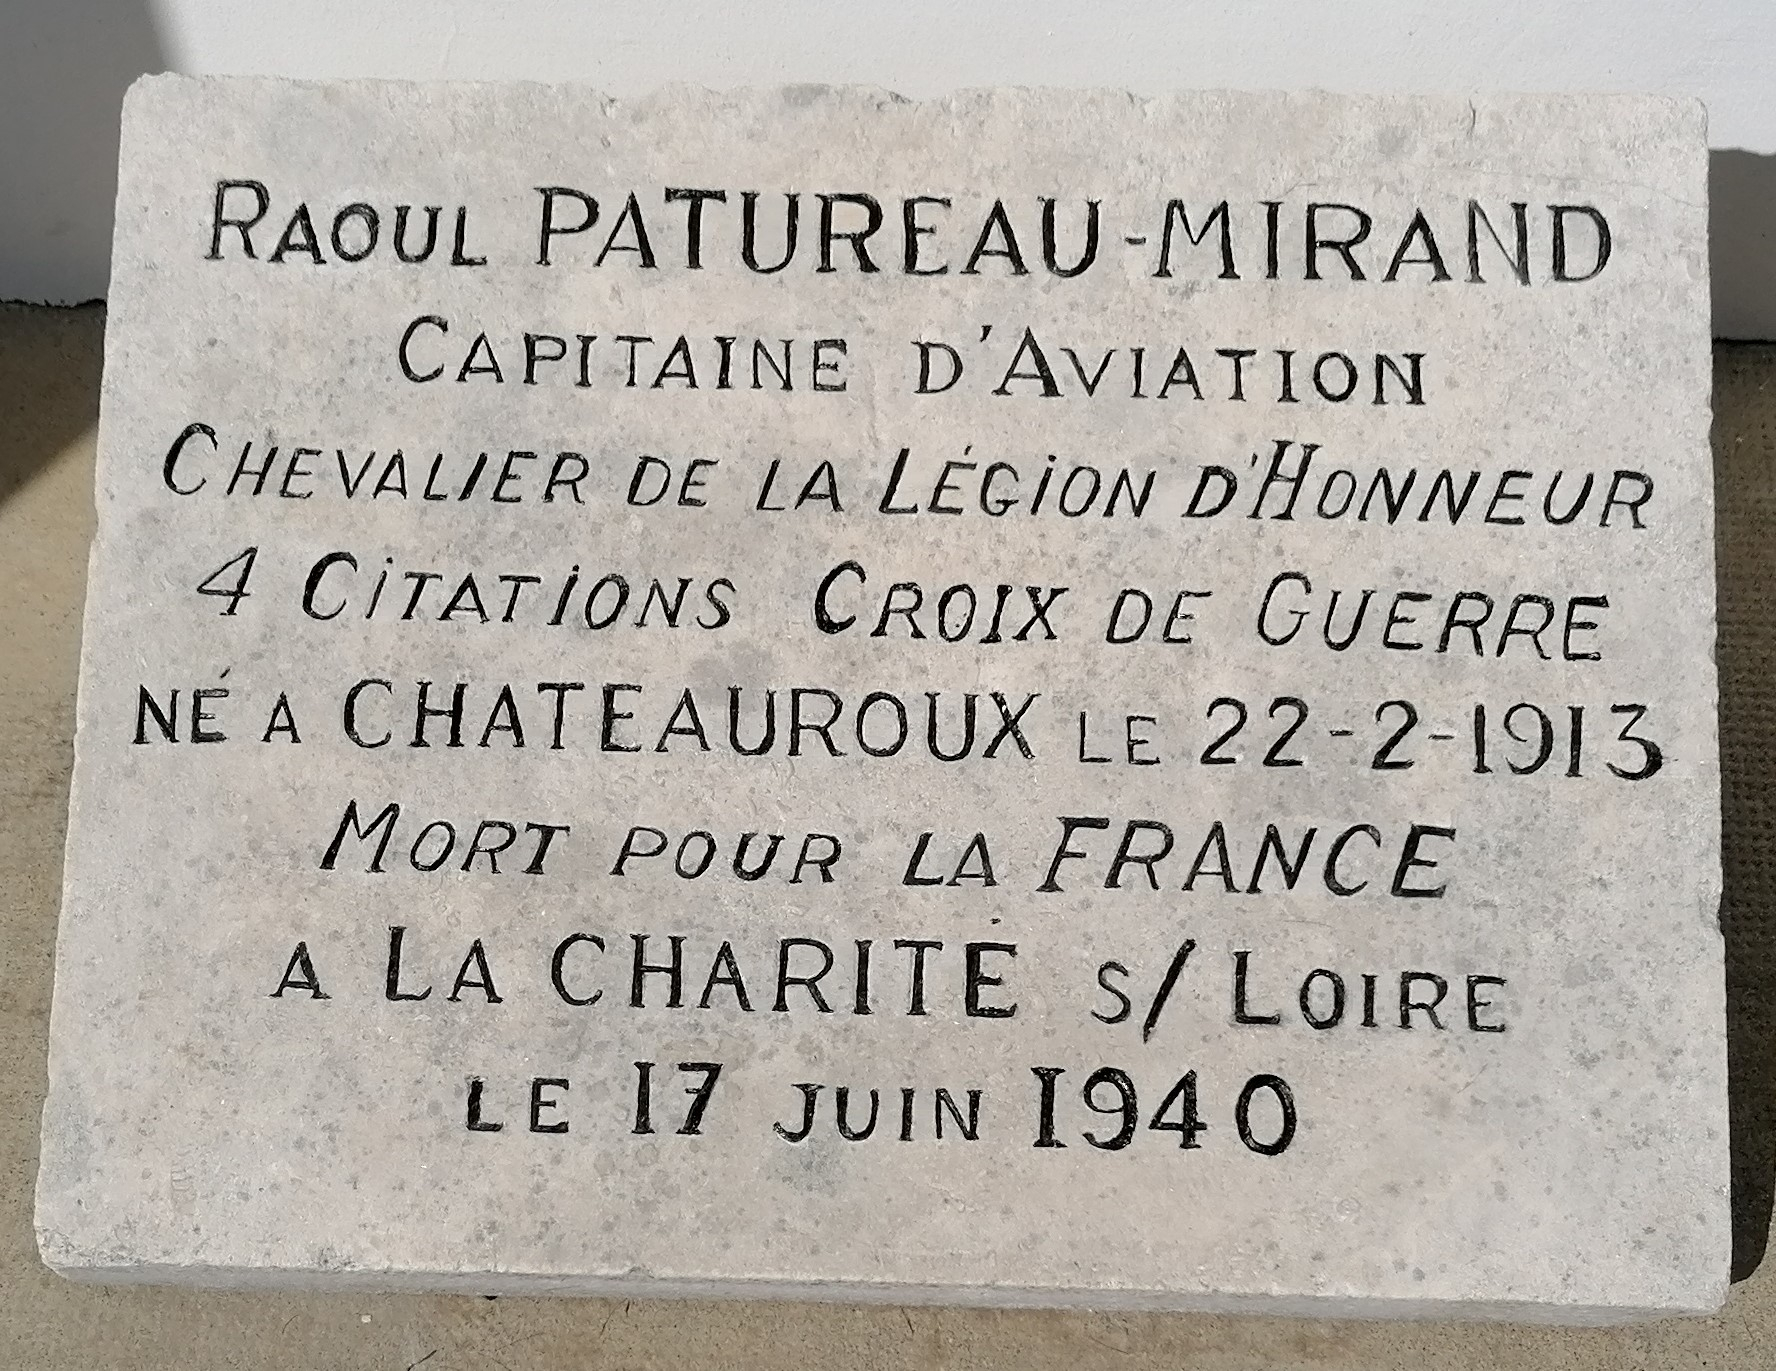 RAOUL PATUREAU-MIRAND
CAPITAINE D'AVIATION
CHEVALIER DE LA LÉGION D'HONNEUR
4 CITATIONS CROIX DE GUERRE
NÉ A CHATEAUROUX LE 22-2-1913
MORT POUR LA FRANCE
A LA CHARITÉ S/ LOIRE
LE 17 JUIN 1940